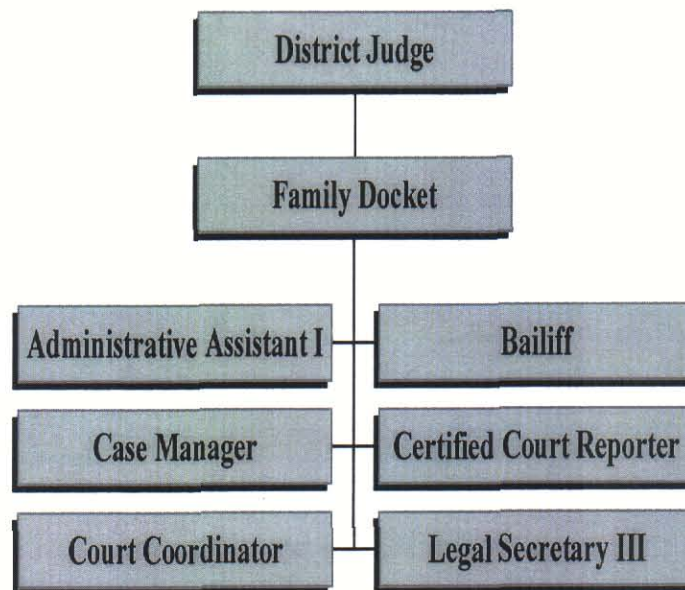 District Judge
Family Docket
Administrative Assistant I
Bailiff
Case Manager
Certified Court Reporter
Court Coordinator
Legal Secretary III